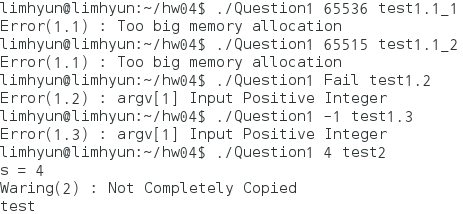 limhyun@limhyun:~/hw04$ ./Question1 65536 test1.1_1
Error(1.1) : Too big memory allocation
limhyun@limhyun:~/hw04$ ./Question1 65515 test1.1_2
Error(1.1) : Too big memory allocation
limhyun@limhyun:~/hw04$ ./Question1 Fail test1.2
Error(1.2) : argv[1] Input Positive Integer
limhyun@limhyun:~/hw04$ ./Question1 -1 test1.3
Error(1.3) : argv[1] Input Positive Integer
limhyun@limhyun:~/hw04$ ./Question1 4 test2
s = 4
Waring(2) : Not Completely Copied
test